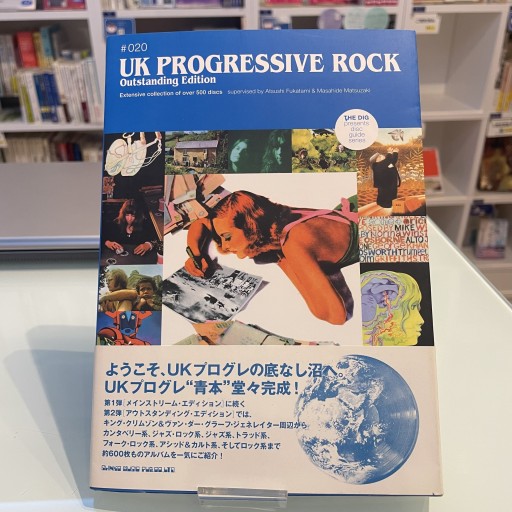 #020
UK PROGRESSIVE ROCK
Outstanding Edition
Extensive collection of over 500 discs supervised by Atsushi Fukatami & Masahide Matsuzaki
THE DIG
presents
disc
guide
series
MIKE
ようこそ、UKプログレの底なし沼へ。
UKプログレ“青本”堂々完成！
第1弾「メインストリーム・エディション」に続く
第2弾「アウトスタンディング・エディション」では、
キング・クリムゾン&ヴァン・ダー・グラーフ・ジェネレイター周辺から
カンタベリー系、ジャズ・ロック系、ジャズ系、トラッド系、
フォーク・ロック系、アシッド&カルト系、そしてロック系まで
約600枚ものアルバムを一気にご紹介！